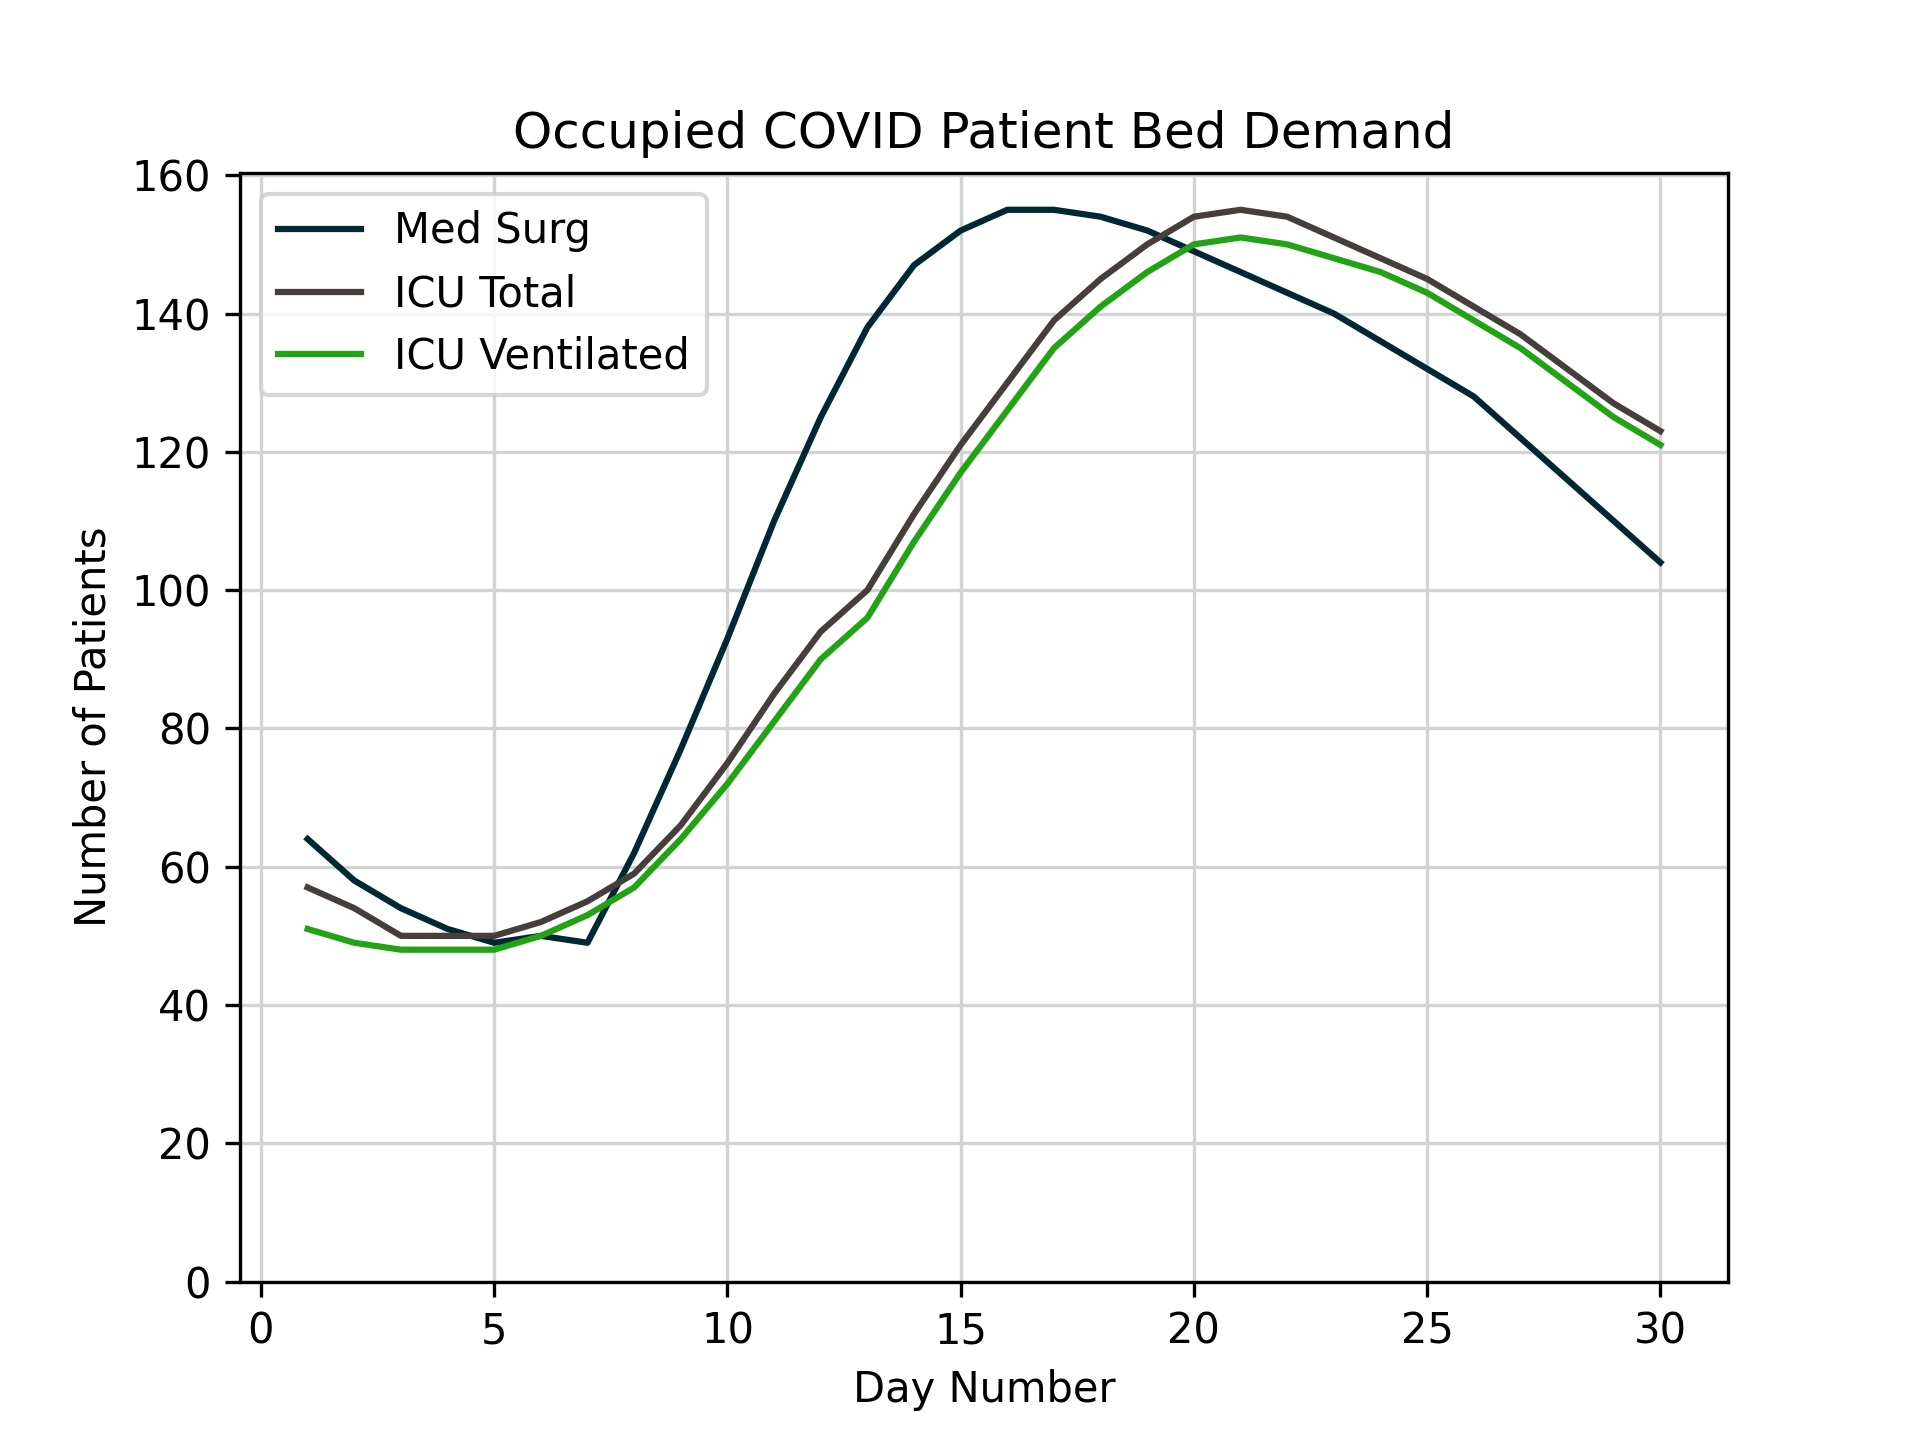 Occupied COVID Patient Bed Demand
Med Surg
ICU Total
ICU Ventilated
Number of Patients
160
140
120
100
80
60
40
20
0
0 5 10 15 20 25 30
Day Number